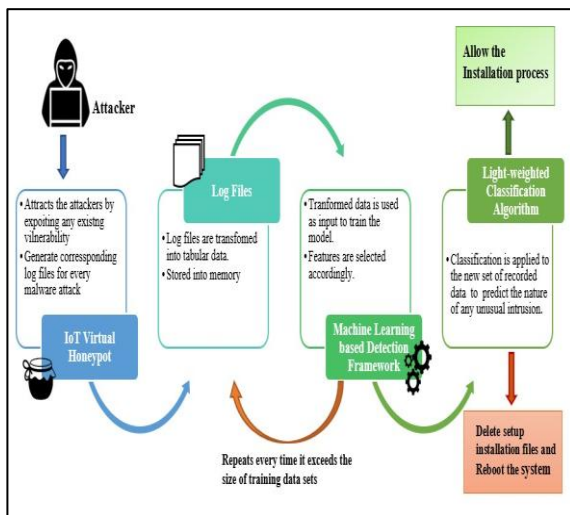 Attacker
• Attracts the attackers by
exploiting any existng
vilnerability
• Generate corressponding
log files for every
malware attack
IoT Virtual
Honeypot
Log Files
• Log files are transfomed
into tabular data.
• Stored into memory
• Tranformed data is used
as input to train the
model.
• Features are selected
accordingly.
Machine Learning
based Detection
Framework
Repeats every time it exceeds the
size of training data sets
Allow the
Installation process
Light-weighted
Classification
Algorithm
• Classification is applied to
the new set of recorded
data to predict the nature
of any unusual intrusion.
Delete setup
installation files and
Reboot the system